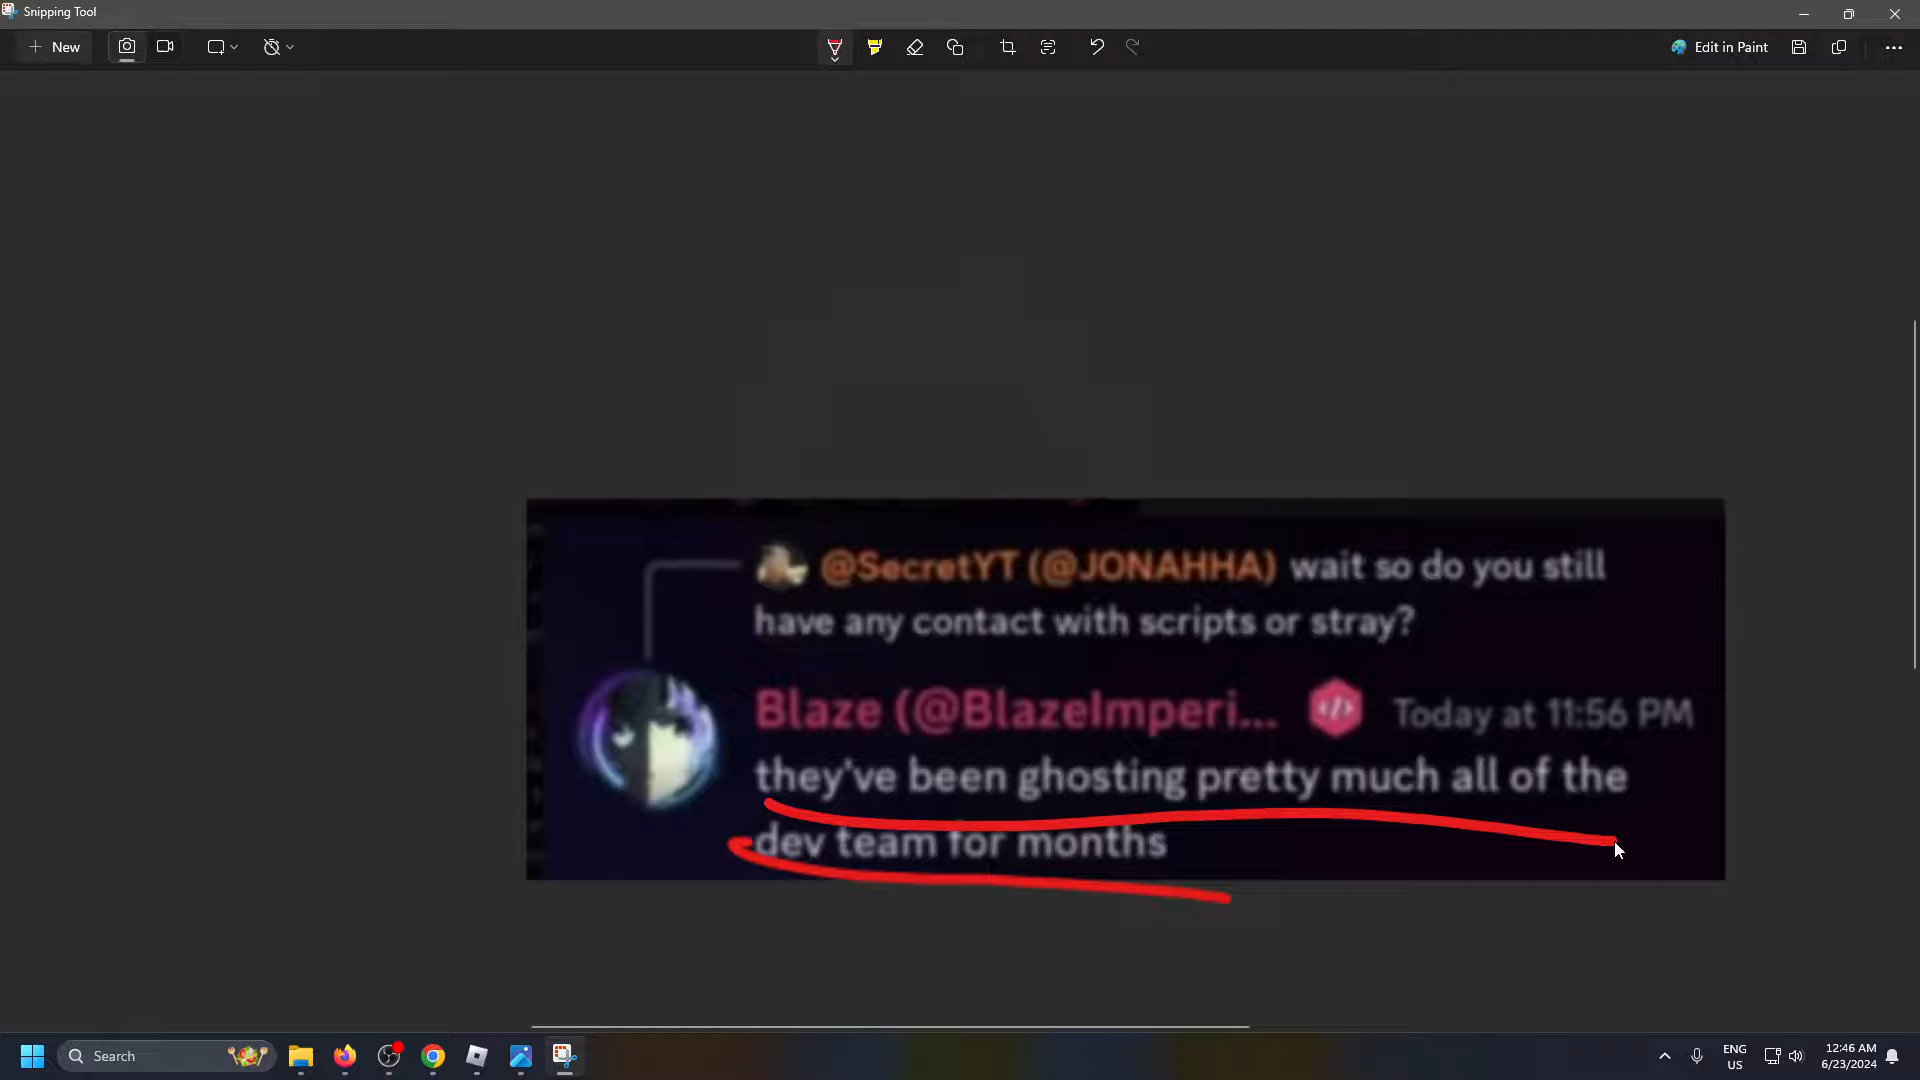 Snipping Tool
New
Edit in Paint
@SecretYT (@JONAHHA) wait so do you still
have any contact with scripts or stray?
Blaze (@BlazeImperi... Today at 11:56 PM
they've been ghosting pretty much all of the
dev team for months
Search
ENG
US
12:46 AM
6/23/2024